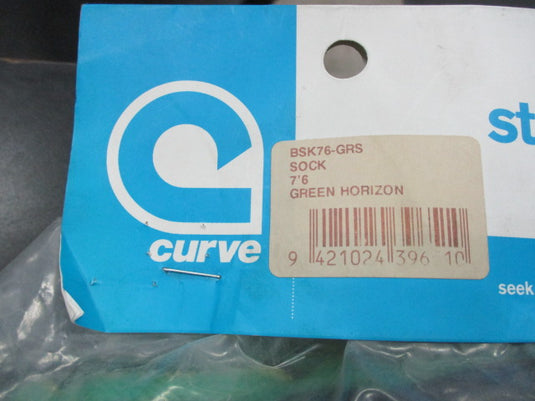 curve
st
BSK76-GRS
SOCK
7'6
GREEN HORIZON
9 421024 396 10
seek